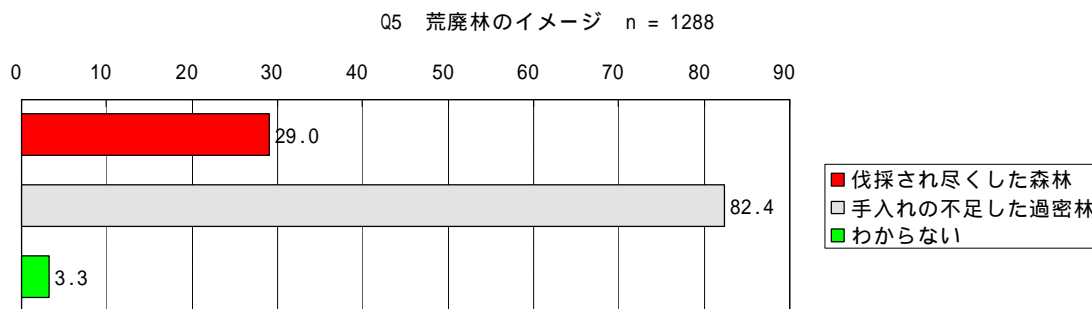 Q5 荒廃林のイメージ n = 1288
0 10 20 30 40 50 60 70 80 90
29.0
82.4
3.3
伐採され尽くした森林
手入れの不足した過密林
わからない